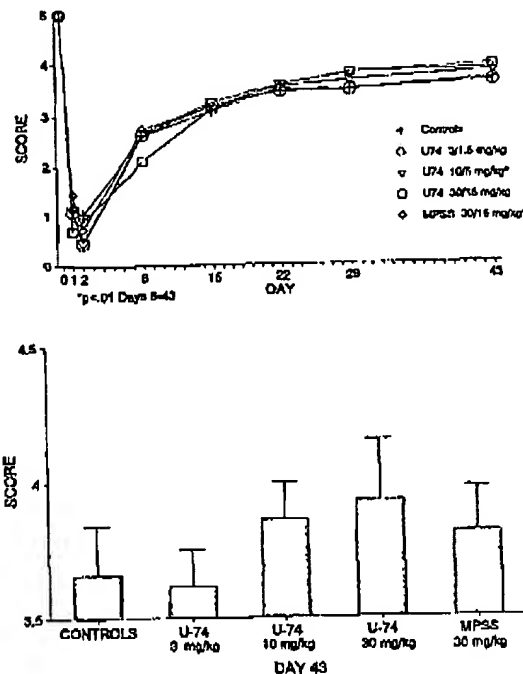 5
4
3
2
1
0
SCORE
Controls
U74 3/1.5 mg/kg
U74 10/5 mg/kg*
U74 30/15 mg/kg
MPSS 30/15 mg/kg*
0 1 2 8 15 22 29 43
DAY
*p<.01 Days 8-43
4.5
4
3.5
SCORE
CONTROLS U-74 U-74 U-74 MPSS
3 mg/kg 10 mg/kg 30 mg/kg 30 mg/kg
DAY 43